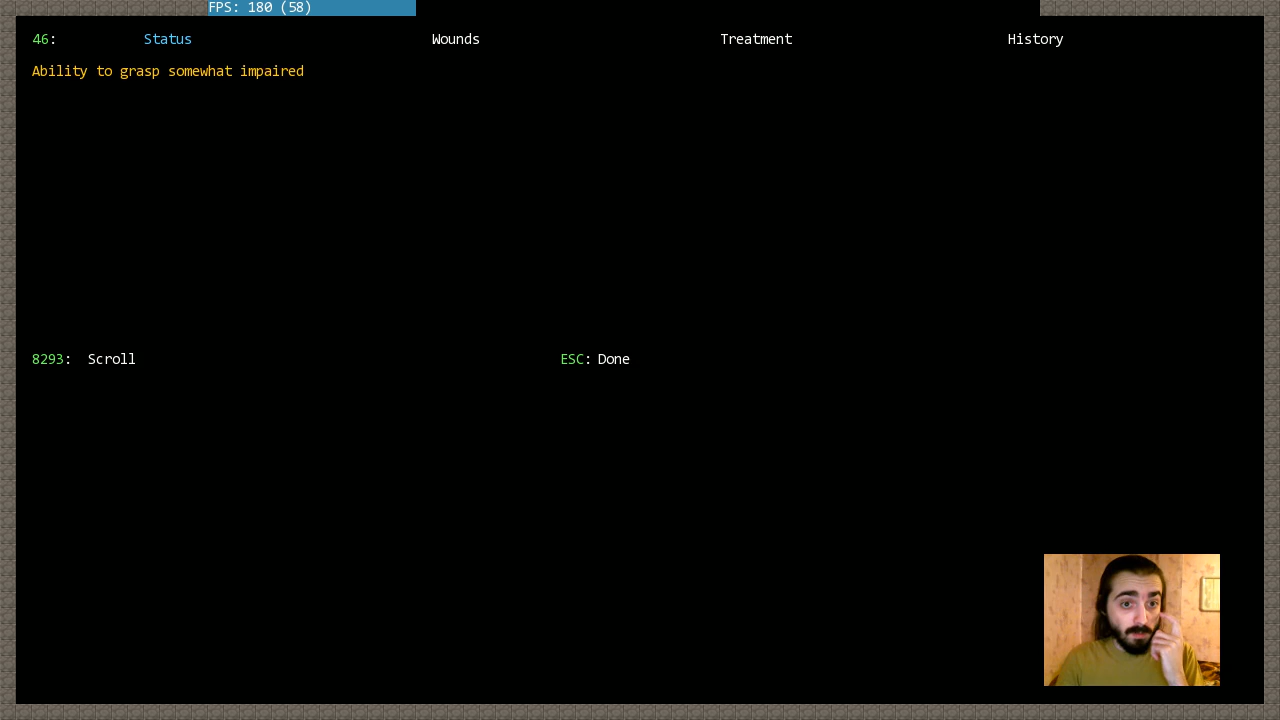 FPS: 180 (58)
46: Status Wounds Treatment History
Ability to grasp somewhat impaired
8293: Scroll ESC: Done